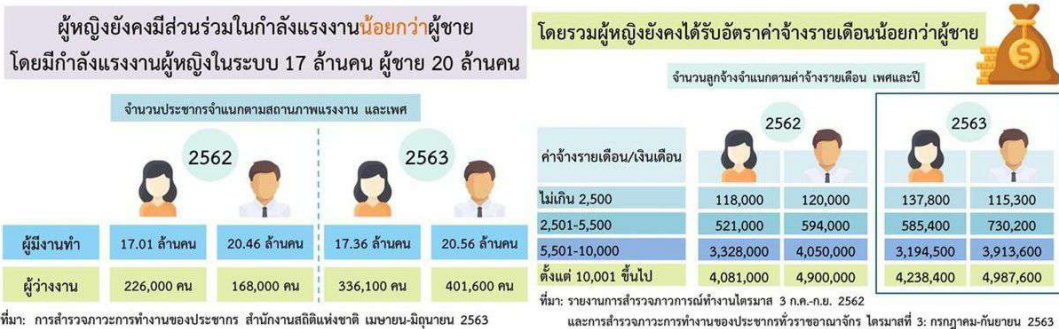 ผู้หญิงยังคงมีส่วนร่วมในกำลังแรงงานน้อยกว่าผู้ชาย
โดยมีกำลังแรงงานผู้หญิงในระบบ 17 ล้านคน ผู้ชาย 20 ล้านคน
จำนวนประชากรจำแนกตามสถานภาพแรงงาน และเพศ
2562 2563
ผู้มีงานทำ 17.01 ล้านคน 20.46 ล้านคน 17.36 ล้านคน 20.56 ล้านคน
ผู้ว่างงาน 226,000 คน 168,000 คน 336,100 คน 401,600 คน
ที่มา: การสำรวจภาวะการทำงานของประชากร สำนักงานสถิติแห่งชาติ เมษายน-มิถุนายน 2563
โดยรวมผู้หญิงยังคงได้รับอัตราค่าจ้างรายเดือนน้อยกว่าผู้ชาย
$
จำนวนลูกจ้างจำแนกตามค่าจ้างรายเดือน เพศและปี
2562 2563
ค่าจ้างรายเดือน/เงินเดือน
ไม่เกิน 2,500 118,000 120,000 137,800 115,300
2,501-5,500 521,000 594,000 585,400 730,200
5,501-10,000 3,328,000 4,050,000 3,194,500 3,913,600
ตั้งแต่ 10,001 ขึ้นไป 4,081,000 4,900,000 4,238,400 4,987,600
ที่มา: รายงานการสำรวจภาวการณ์ทำงานไตรมาส 3 ก.ค.-ก.ย. 2562
และการสำรวจภาวะการทำงานของประชากรทั่วราชอาณาจักร ไตรมาสที่ 3: กรกฎาคม-กันยายน 2563